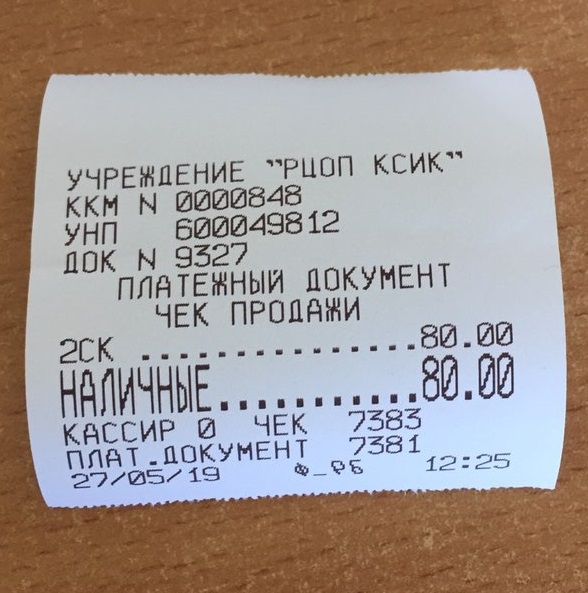 УЧРЕЖДЕНИЕ "РЦОП КСИК"
ККМ N 0000848
УНП 600049812
ДОК N 9327
ПЛАТЕЖНЫЙ ДОКУМЕНТ
ЧЕК ПРОДАЖИ
2СК ...............80.00
НАЛИЧНЫЕ...........80.00
КАССИР 0 ЧЕК 7383
ПЛАТ.ДОКУМЕНТ 7381
27/05/19 12:25